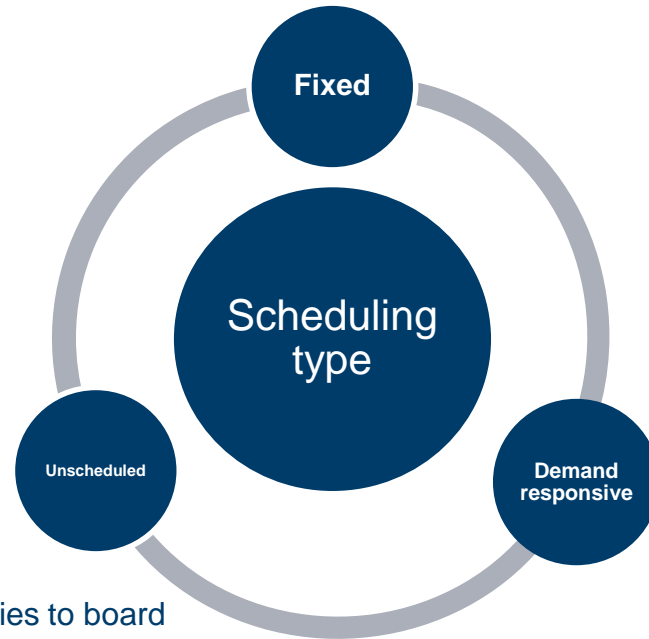 Fixed
Scheduling
type
Unscheduled
Demand
responsive
ies to board